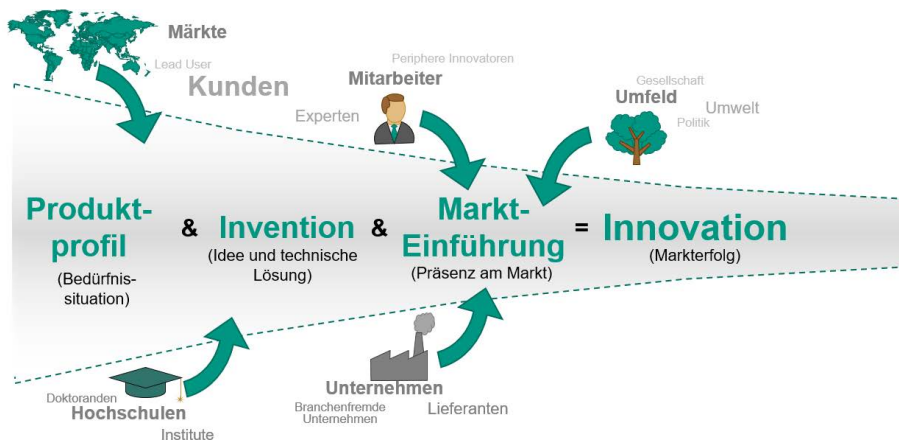 Märkte
Lead User
Kunden
Periphere Innovatoren
Mitarbeiter
Experten
Gesellschaft
Umfeld
Umwelt
Politik
Produkt-
profil
(Bedürfnis-
situation)
&
Invention
(Idee und technische
Lösung)
&
Markt-
Einführung
(Präsenz am Markt)
=
Innovation
(Markterfolg)
Doktoranden
Hochschulen
Institute
Unternehmen
Branchenfremde
Unternehmen
Lieferanten